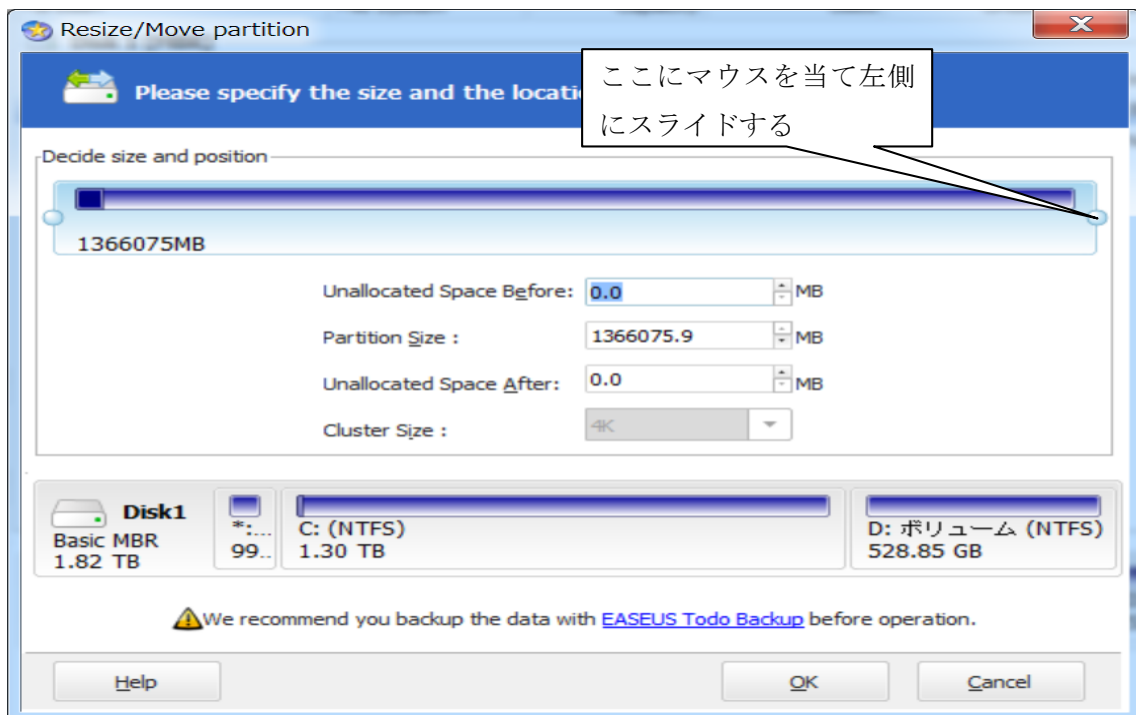 Resize/Move partition
Please specify the size and the locati
ここにマウスを当て左側
にスライドする
Decide size and position
1366075MB
Unallocated Space Before: 0.0 MB
Partition Size : 1366075.9 MB
Unallocated Space After: 0.0 MB
Cluster Size : 4K
Disk1
Basic MBR
1.82 TB
*:...
99..
C: (NTFS)
1.30 TB
D: ボリューム (NTFS)
528.85 GB
We recommend you backup the data with EASEUS Todo Backup before operation.
Help OK Cancel